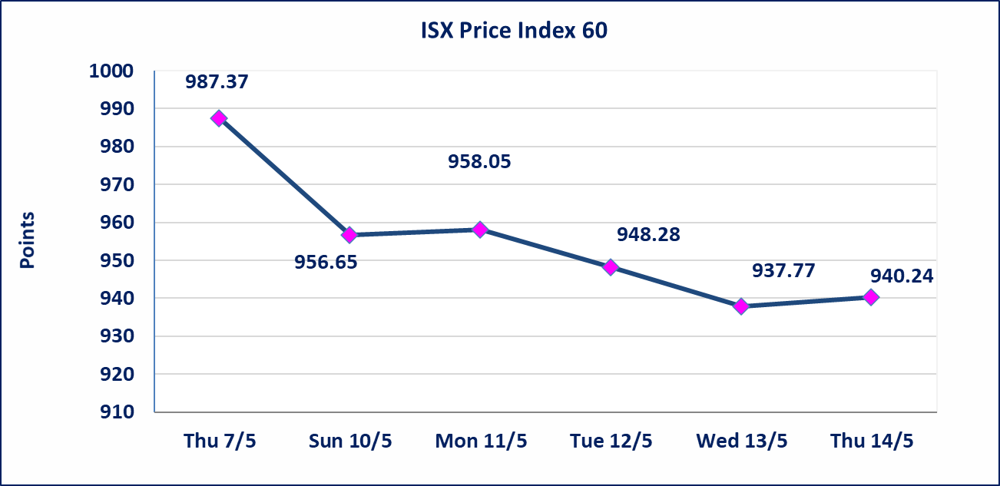 ISX Price Index 60
Points
1000
990
980
970
960
950
940
930
920
910
987.37
956.65
958.05
948.28
937.77
940.24
Thu 7/5
Sun 10/5
Mon 11/5
Tue 12/5
Wed 13/5
Thu 14/5